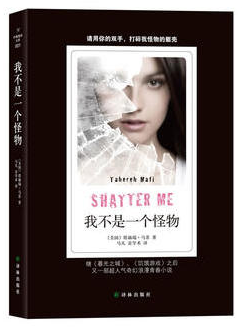 请用你的双手，打碎我怪物的躯壳
我不是一个怪物
Tahereh Mafi
SHATTER ME
我不是一个怪物
继《暮光之城》、《饥饿游戏》之后
又一部超人气奇幻浪漫青春小说
译林出版社